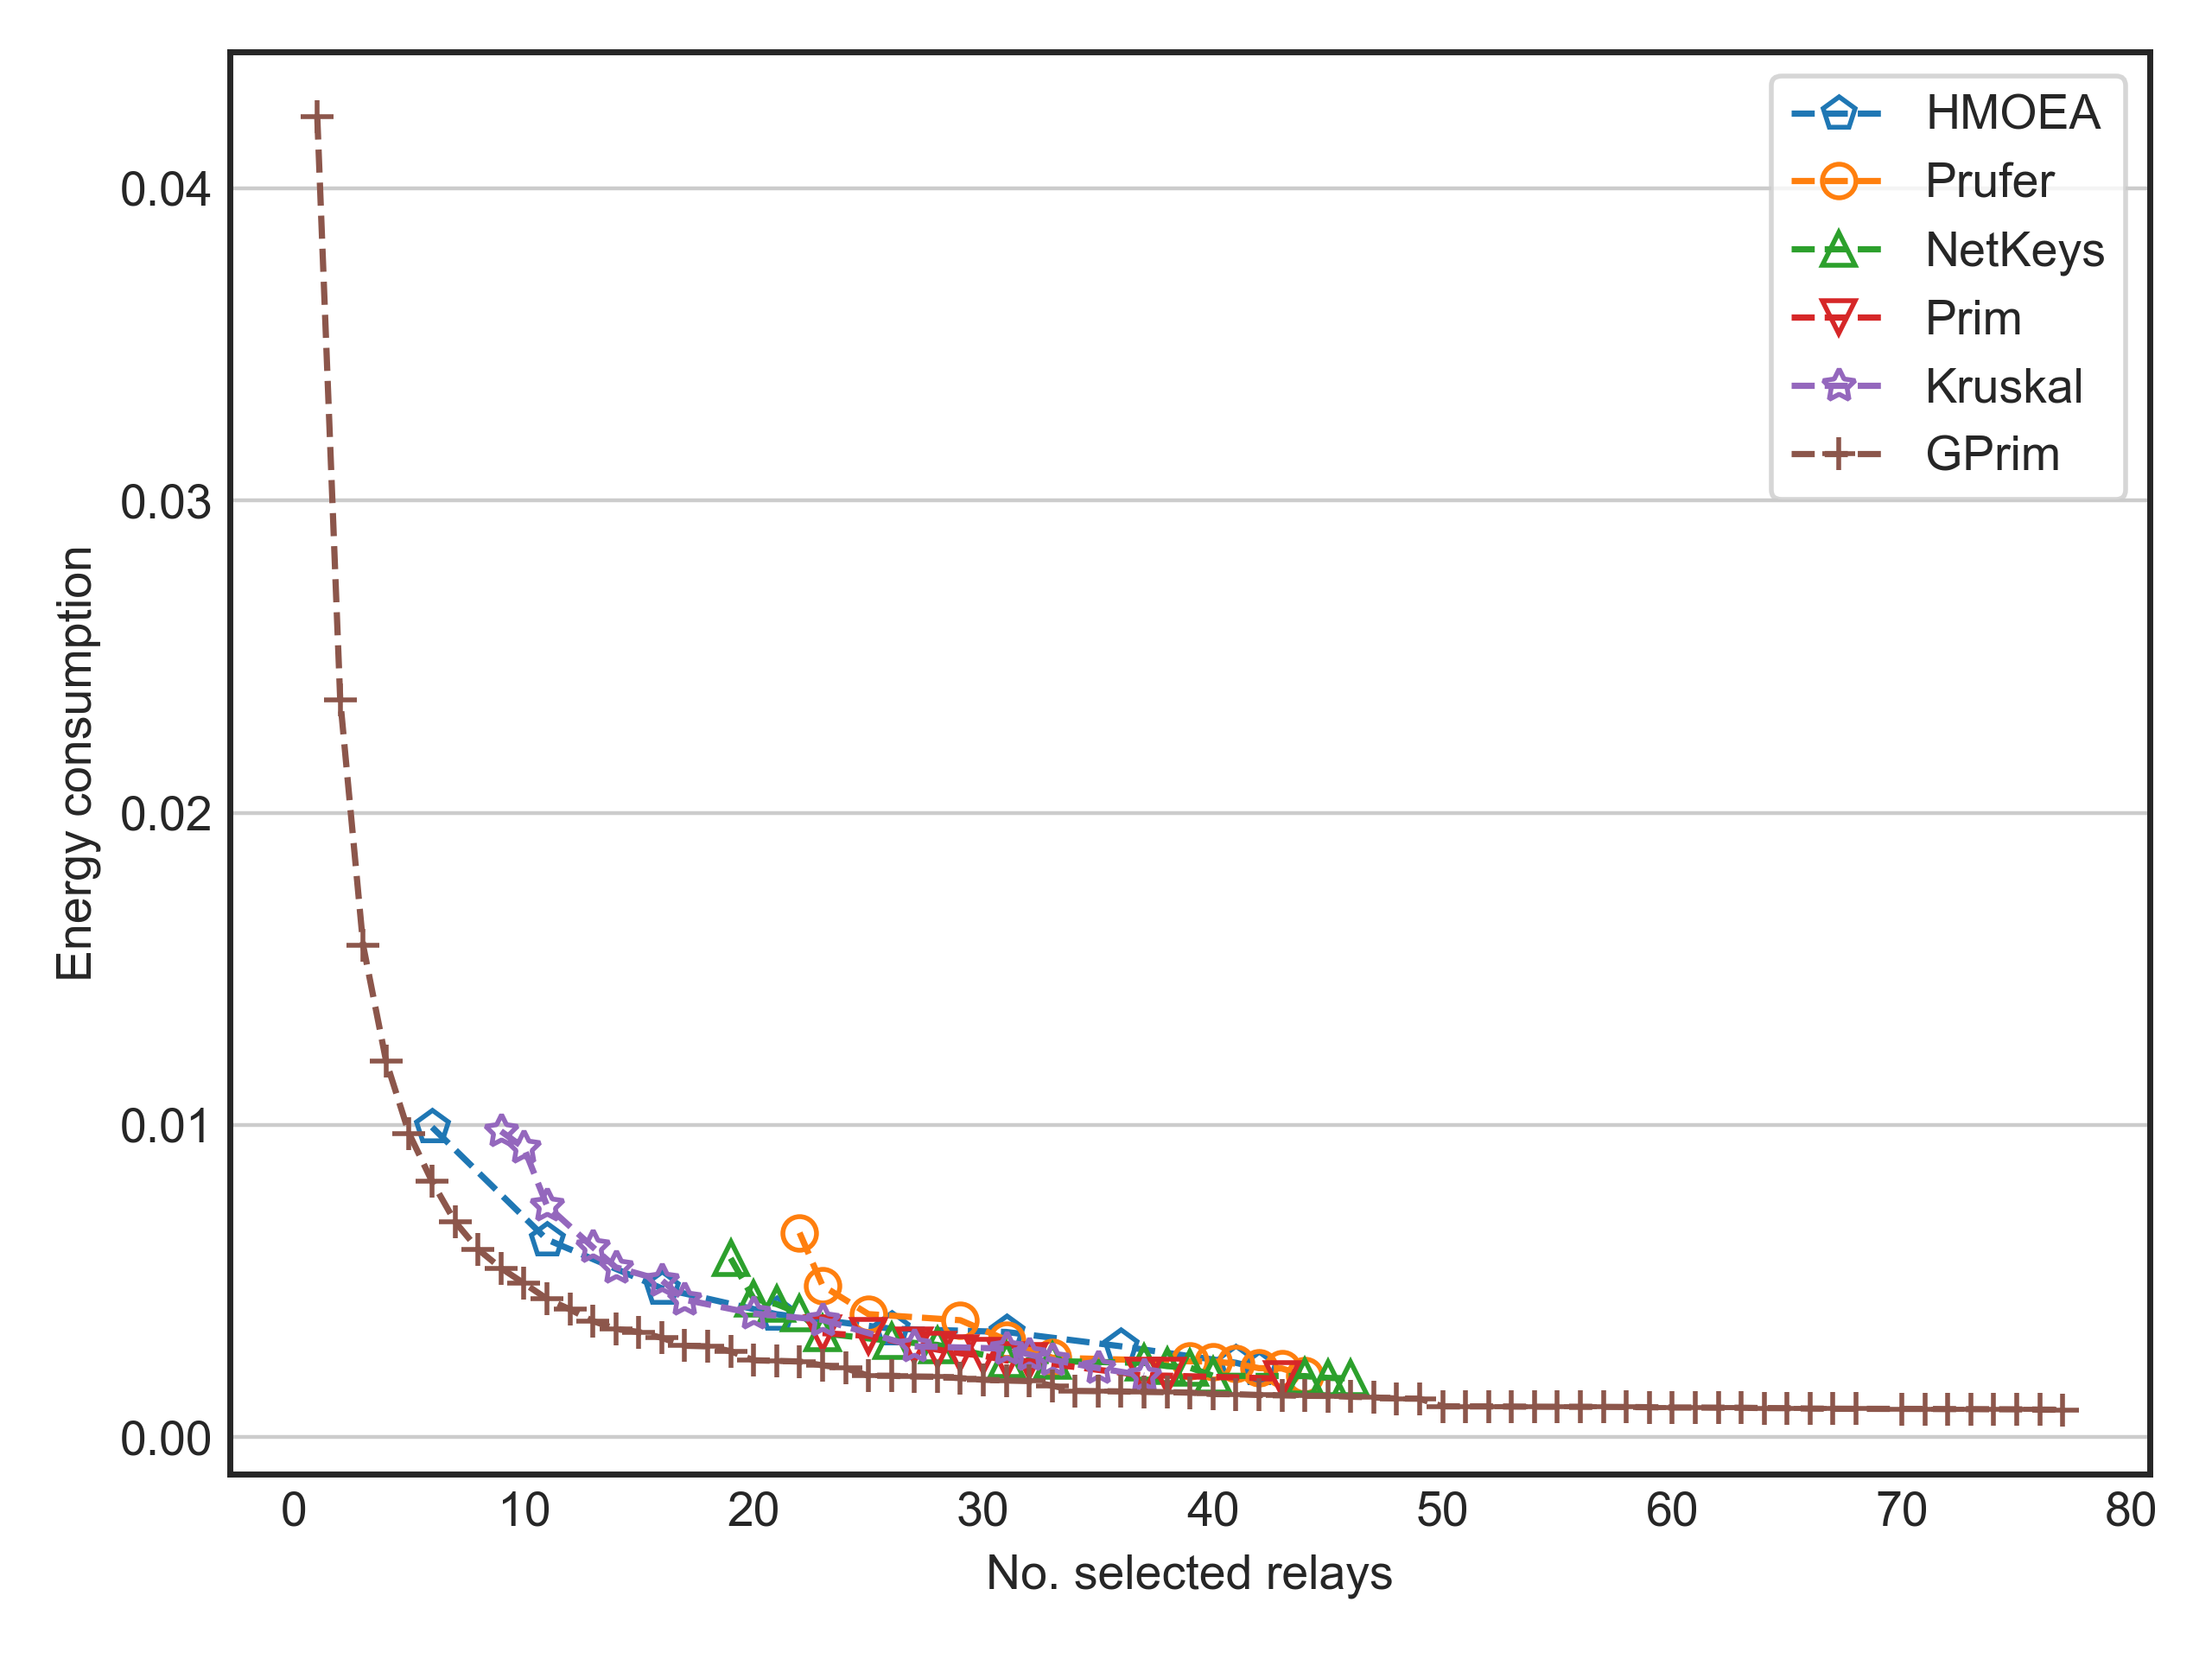 HMOEA
Prufer
NetKeys
Prim
Kruskal
GPrim
0.04
0.03
0.02
0.01
0.00
Energy consumption
0 10 20 30 40 50 60 70 80
No. selected relays